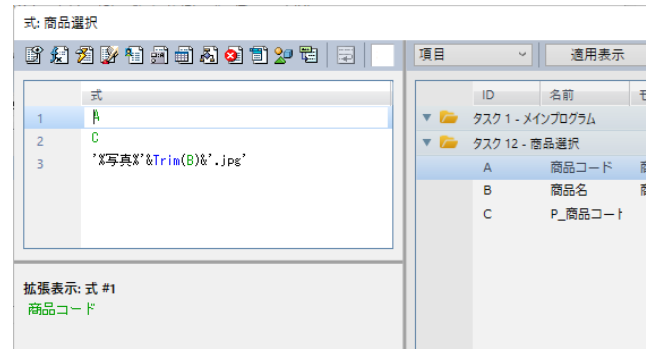 式: 商品選択
項目
適用表示
式
1 A
2 C
3 '%写真%'&Trim(B)&'.jpg'
拡張表示: 式 #1
商品コード
ID 名前
タスク 1 - メインプログラム
タスク 12 - 商品選択
A 商品コード
B 商品名
C P_商品コート